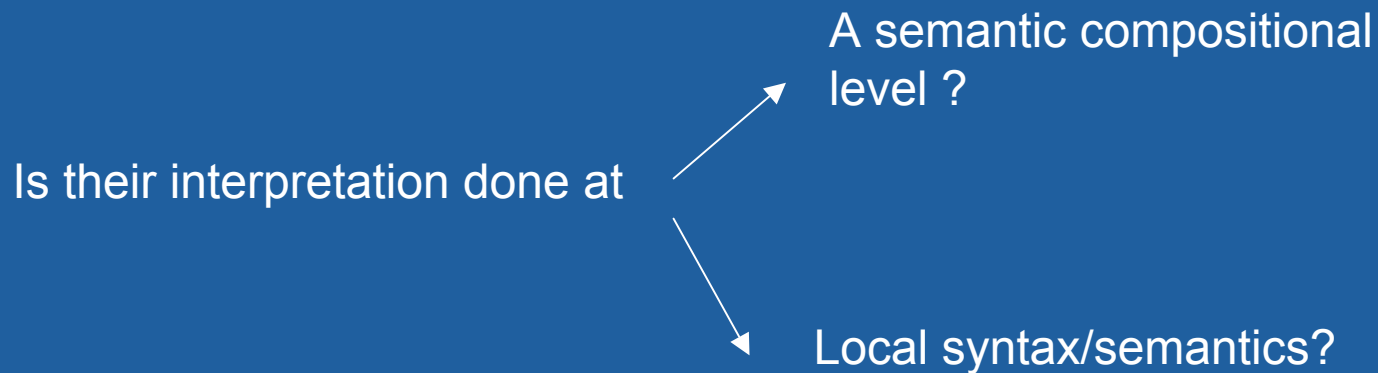 A semantic compositional
level ?
Is their interpretation done at
Local syntax/semantics?